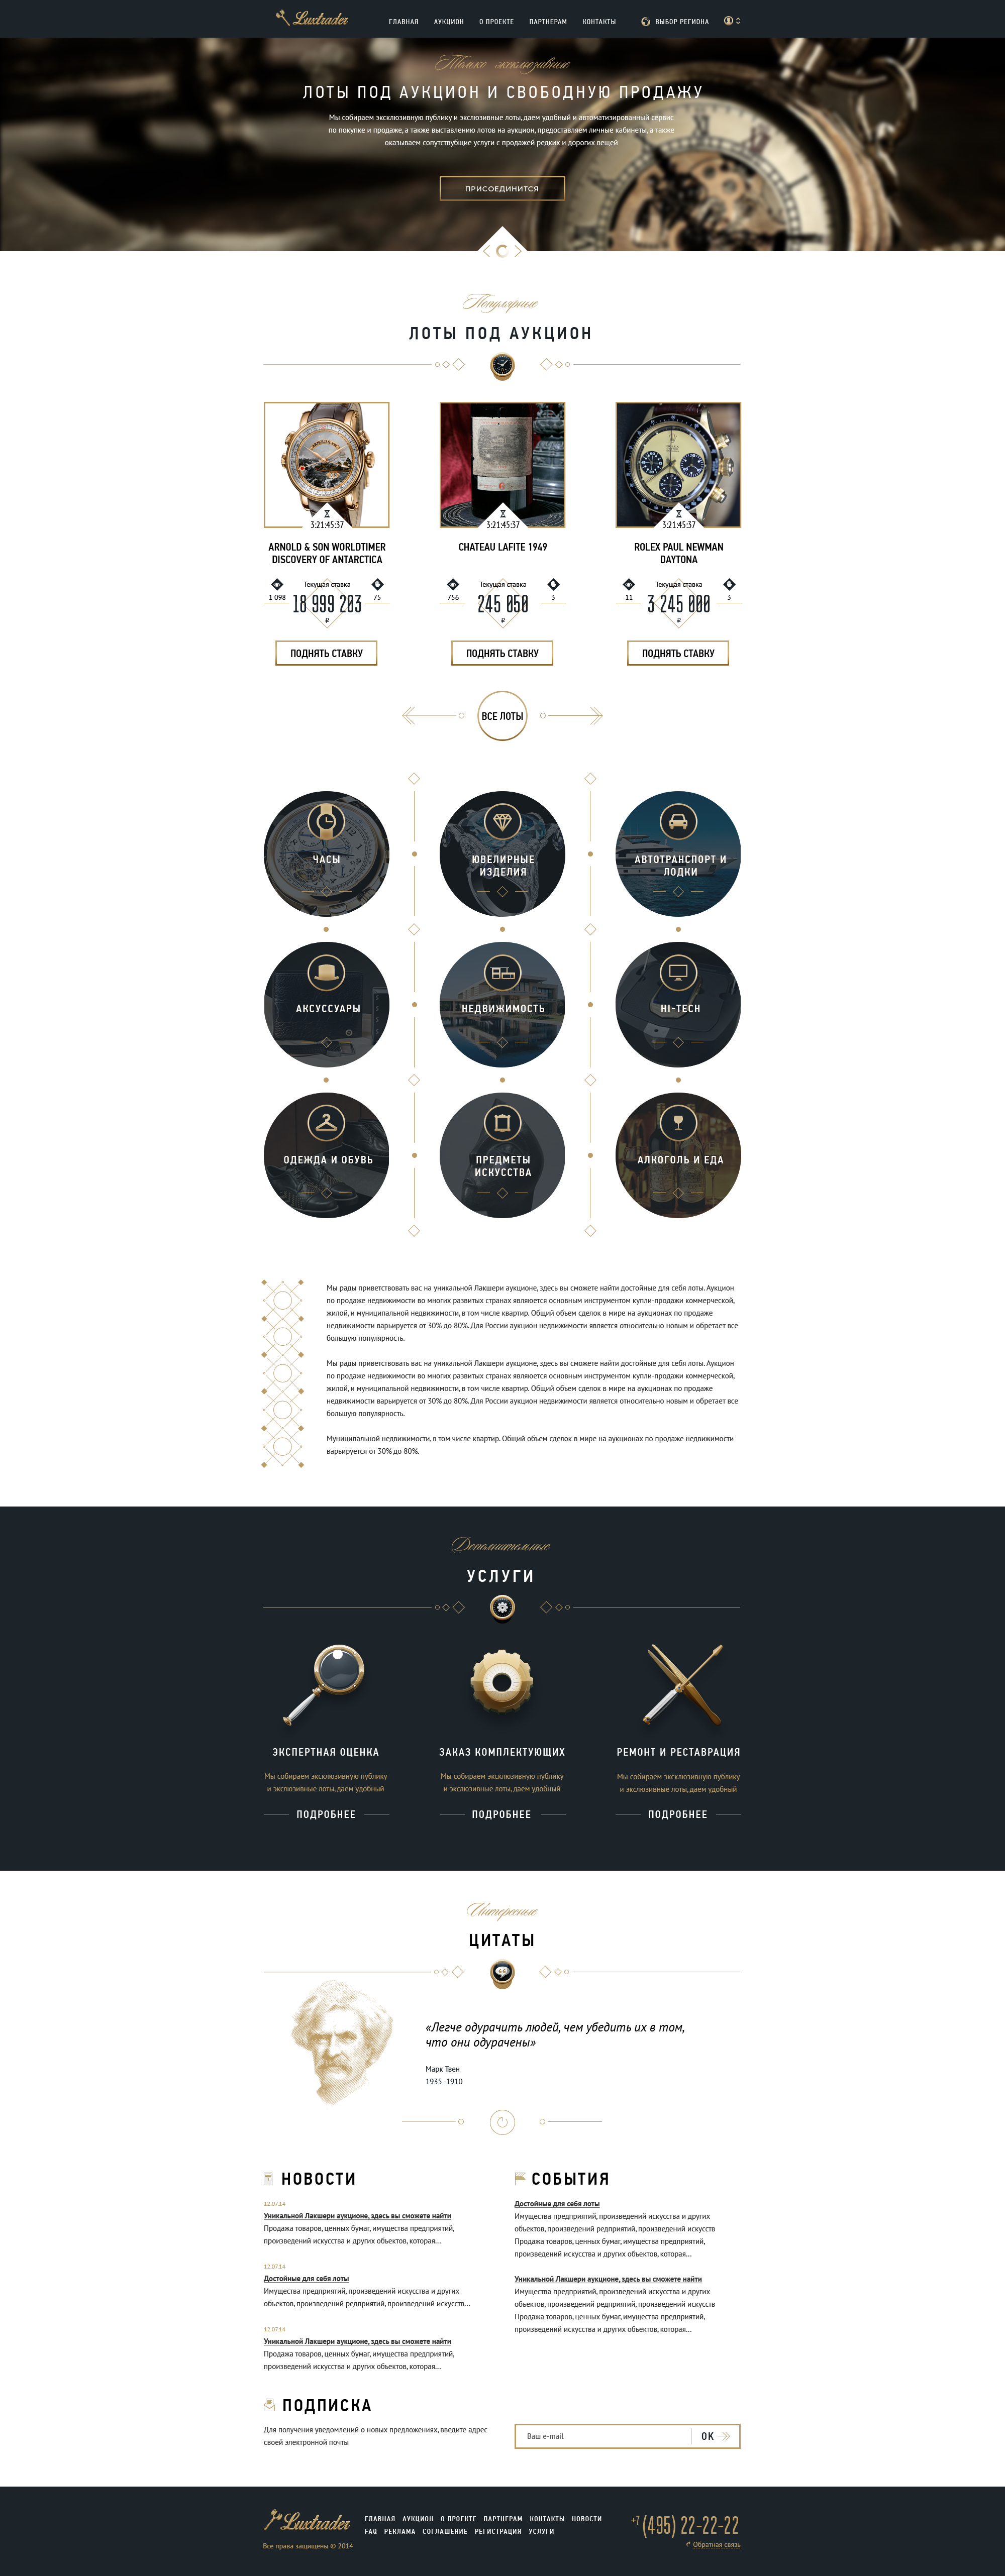 Luxtrader
ГЛАВНАЯ АУКЦИОН О ПРОЕКТЕ ПАРТНЕРАМ КОНТАКТЫ ВЫБОР РЕГИОНА
Только эксклюзивные
ЛОТЫ ПОД АУКЦИОН И СВОБОДНУЮ ПРОДАЖУ
Мы собираем эксклюзивную публику и экслюзивные лоты, даем удобный и автоматизированный сервис
по покупке и продаже, а также выставлению лотов на аукцион, предоставляем личные кабинеты, а также
оказываем сопутствубщие услуги с продажей редких и дорогих вещей
ПРИСОЕДИНИТСЯ
Популярные
ЛОТЫ ПОД АУКЦИОН
3:21:45:37 3:21:45:37 3:21:45:37
ARNOLD & SON WORLDTIMER
DISCOVERY OF ANTARCTICA
CHATEAU LAFITE 1949
ROLEX PAUL NEWMAN
DAYTONA
Текущая ставка
1 098 18 999 203 75
₽
Текущая ставка
756 245 050 3
₽
Текущая ставка
11 3 245 000 3
₽
ПОДНЯТЬ СТАВКУ ПОДНЯТЬ СТАВКУ ПОДНЯТЬ СТАВКУ
ВСЕ ЛОТЫ
ЧАСЫ
ЮВЕЛИРНЫЕ
ИЗДЕЛИЯ
АВТОТРАНСПОРТ И
ЛОДКИ
АКСУССУАРЫ
НЕДВИЖИМОСТЬ
HI-TECH
ОДЕЖДА И ОБУВЬ
ПРЕДМЕТЫ
ИСКУССТВА
АЛКОГОЛЬ И ЕДА
Мы рады приветствовать вас на уникальной Лакшери аукционе, здесь вы сможете найти достойные для себя лоты. Аукцион
по продаже недвижимости во многих развитых странах являются основным инструментом купли-продажи коммерческой,
жилой, и муниципальной недвижимости, в том числе квартир. Общий объем сделок в мире на аукционах по продаже
недвижимости варьируется от 30% до 80%. Для России аукцион недвижимости является относительно новым и обретает все
большую популярность.
Мы рады приветствовать вас на уникальной Лакшери аукционе, здесь вы сможете найти достойные для себя лоты. Аукцион
по продаже недвижимости во многих развитых странах являются основным инструментом купли-продажи коммерческой,
жилой, и муниципальной недвижимости, в том числе квартир. Общий объем сделок в мире на аукционах по продаже
недвижимости варьируется от 30% до 80%. Для России аукцион недвижимости является относительно новым и обретает все
большую популярность.
Муниципальной недвижимости, в том числе квартир. Общий объем сделок в мире на аукционах по продаже недвижимости
варьируется от 30% до 80%.
Дополнительные
УСЛУГИ
ЭКСПЕРТНАЯ ОЦЕНКА
Мы собираем эксклюзивную публику
и экслюзивные лоты, даем удобный
ПОДРОБНЕЕ
ЗАКАЗ КОМПЛЕКТУЮЩИХ
Мы собираем эксклюзивную публику
и экслюзивные лоты, даем удобный
ПОДРОБНЕЕ
РЕМОНТ И РЕСТАВРАЦИЯ
Мы собираем эксклюзивную публику
и экслюзивные лоты, даем удобный
ПОДРОБНЕЕ
Интересные
ЦИТАТЫ
«Легче одурачить людей, чем убедить их в том,
что они одурачены»
Марк Твен
1935 -1910
НОВОСТИ
12.07.14
Уникальной Лакшери аукционе, здесь вы сможете найти
Продажа товаров, ценных бумаг, имущества предприятий,
произведений искусства и других объектов, которая...
12.07.14
Достойные для себя лоты
Имущества предприятий, произведений искусства и других
объектов, произведений редприятий, произведений искусств...
12.07.14
Уникальной Лакшери аукционе, здесь вы сможете найти
Продажа товаров, ценных бумаг, имущества предприятий,
произведений искусства и других объектов, которая...
СОБЫТИЯ
Достойные для себя лоты
Имущества предприятий, произведений искусства и других
объектов, произведений редприятий, произведений искусств
Продажа товаров, ценных бумаг, имущества предприятий,
произведений искусства и других объектов, которая...
Уникальной Лакшери аукционе, здесь вы сможете найти
Имущества предприятий, произведений искусства и других
объектов, произведений редприятий, произведений искусств
Продажа товаров, ценных бумаг, имущества предприятий,
произведений искусства и других объектов, которая...
ПОДПИСКА
Для получения уведомлений о новых предложениях, введите адрес
своей электронной почты
Ваш e-mail OK
Luxtrader
Все права защищены © 2014
ГЛАВНАЯ АУКЦИОН О ПРОЕКТЕ ПАРТНЕРАМ КОНТАКТЫ НОВОСТИ
FAQ РЕКЛАМА СОГЛАШЕНИЕ РЕГИСТРАЦИЯ УСЛУГИ
+7 (495) 22-22-22
Обратная связь